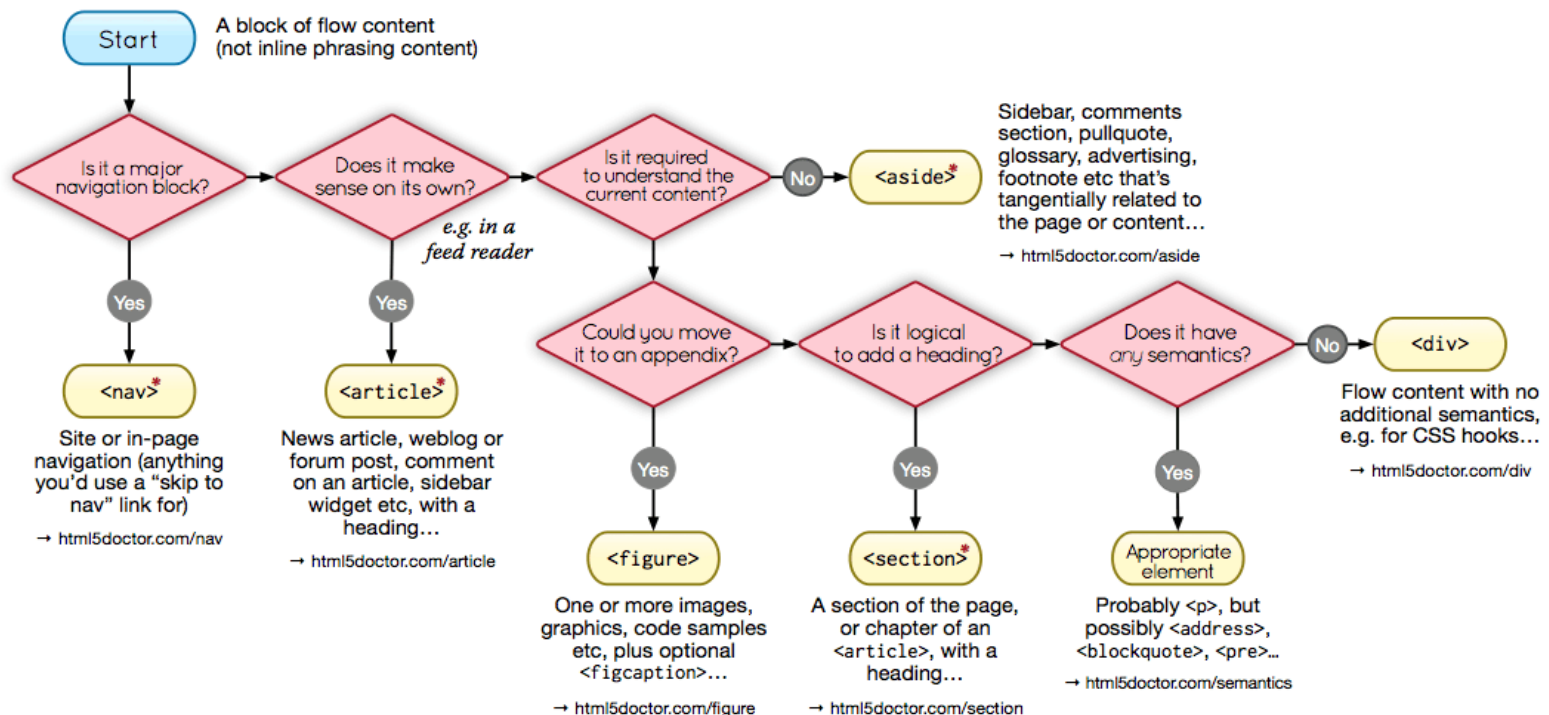 Start
A block of flow content
(not inline phrasing content)
Is it a major
navigation block?
Does it make
sense on its own?
e.g. in a
feed reader
Is it required
to understand the
current content?
No
<aside>*
Sidebar, comments
section, pullquote,
glossary, advertising,
footnote etc that's
tangentially related to
the page or content...
→ html5doctor.com/aside
Yes
<nav>*
Site or in-page
navigation (anything
you'd use a “skip to
nav” link for)
→ html5doctor.com/nav
Yes
<article>*
News article, weblog or
forum post, comment
on an article, sidebar
widget etc, with a
heading...
→ html5doctor.com/article
Could you move
it to an appendix?
Is it logical
to add a heading?
Does it have
any semantics?
No
<div>
Flow content with no
additional semantics,
e.g. for CSS hooks...
→ html5doctor.com/div
Yes
<figure>
One or more images,
graphics, code samples
etc, plus optional
<figcaption>...
→ html5doctor.com/figure
Yes
<section>*
A section of the page,
or chapter of an
<article>, with a
heading...
→ html5doctor.com/section
Yes
Appropriate
element
Probably <p>, but
possibly <address>,
<blockquote>, <pre>...
→ html5doctor.com/semantics